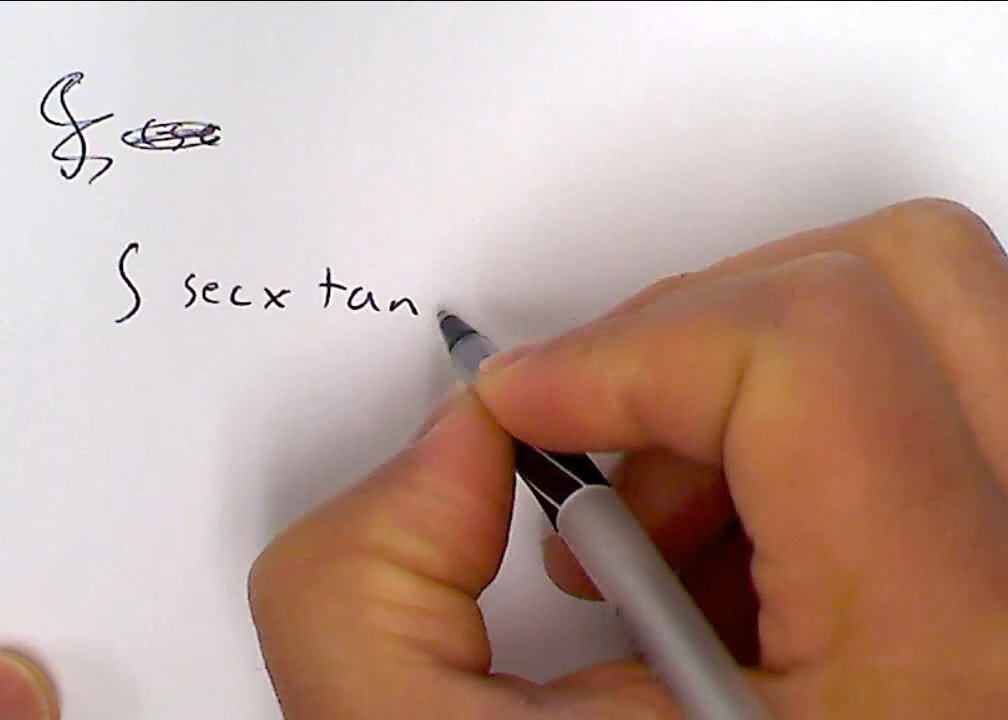 ∫ secx tan